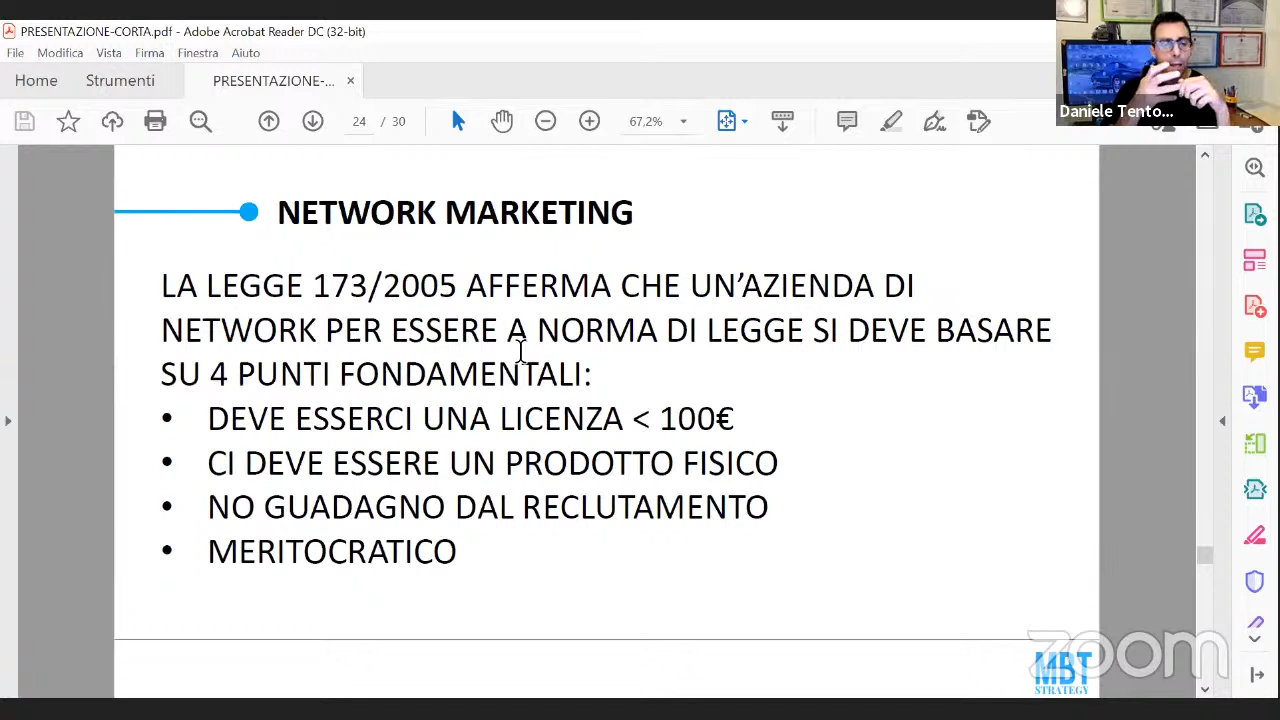 PRESENTAZIONE-CORTA.pdf - Adobe Acrobat Reader DC (32-bit)
File Modifica Vista Firma Finestra Aiuto
Home Strumenti PRESENTAZIONE-... ×
24 / 67,2%
Daniele Tento...
NETWORK MARKETING
LA LEGGE 173/2005 AFFERMA CHE UN’AZIENDA DI
NETWORK PER ESSERE A NORMA DI LEGGE SI DEVE BASARE
SU 4 PUNTI FONDAMENTALI:
• DEVE ESSERCI UNA LICENZA < 100€
• CI DEVE ESSERE UN PRODOTTO FISICO
• NO GUADAGNO DAL RECLUTAMENTO
• MERITOCRATICO
zoom
MBT
STRATEGY